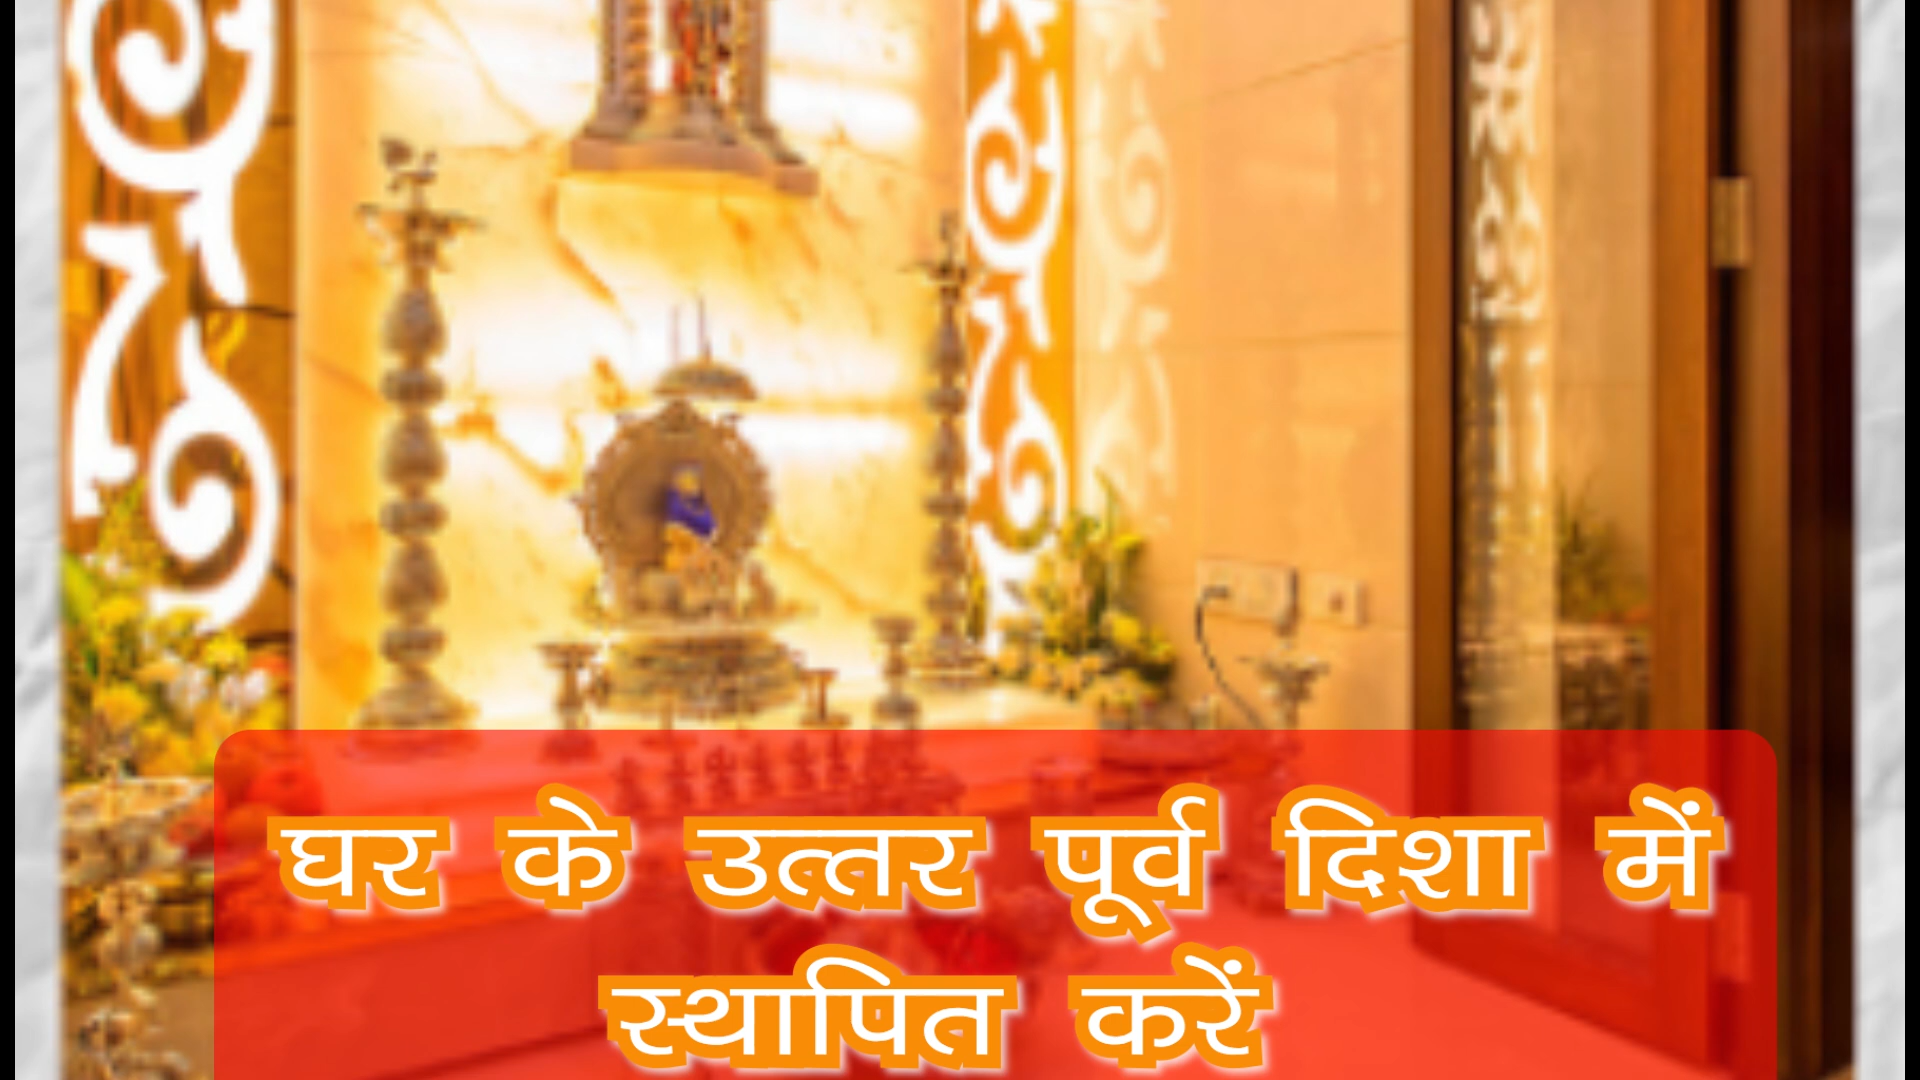 घर के उत्तर पूर्व दिशा में
स्थापित करें